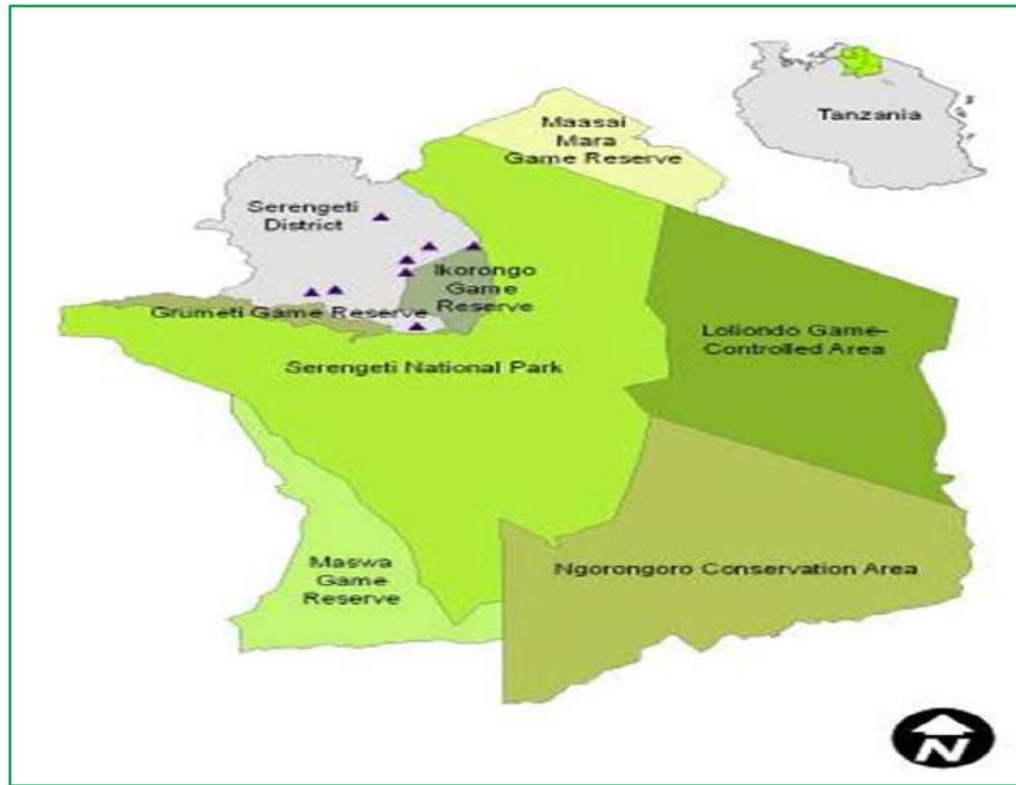 Tanzania
Maasai
Mara
Game Reserve
Serengeti
District
Ikorongo
Game
Reserve
Grumeti Game Reserve
Loliondo Game-
Controlled Area
Serengeti National Park
Maswa
Game
Reserve
Ngorongoro Conservation Area
N